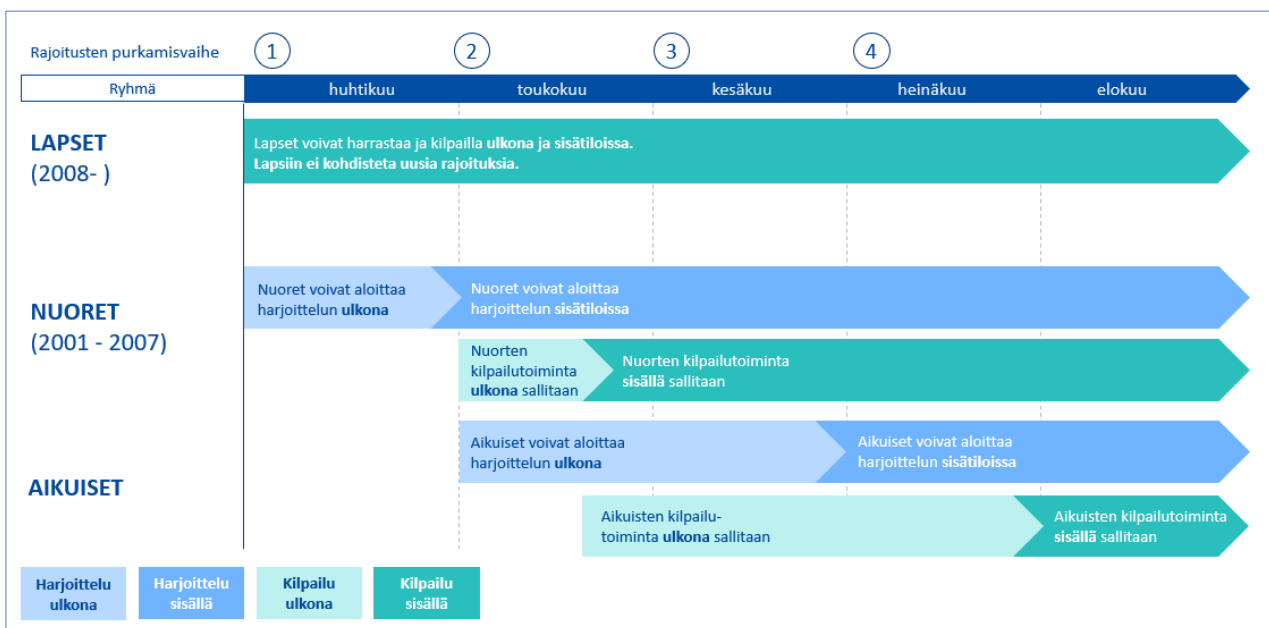 Rajoitusten purkamisvaihe
1
2
3
4
Ryhmä
huhtikuu
toukokuu
kesäkuu
heinäkuu
elokuu
LAPSET
(2008- )
Lapset voivat harrastaa ja kilpailla ulkona ja sisätiloissa.
Lapsiin ei kohdisteta uusia rajoituksia.
NUORET
(2001 - 2007)
Nuoret voivat aloittaa
harjoittelun ulkona
Nuoret voivat aloittaa
harjoittelun sisätiloissa
Nuorten
kilpailutoiminta
ulkona sallitaan
Nuorten kilpailutoiminta
sisällä sallitaan
AIKUISET
Aikuiset voivat aloittaa
harjoittelun ulkona
Aikuiset voivat aloittaa
harjoittelun sisätiloissa
Aikuisten kilpailu-
toiminta ulkona sallitaan
Aikuisten kilpailutoiminta
sisällä sallitaan
Harjoittelu
ulkona
Harjoittelu
sisällä
Kilpailu
ulkona
Kilpailu
sisällä